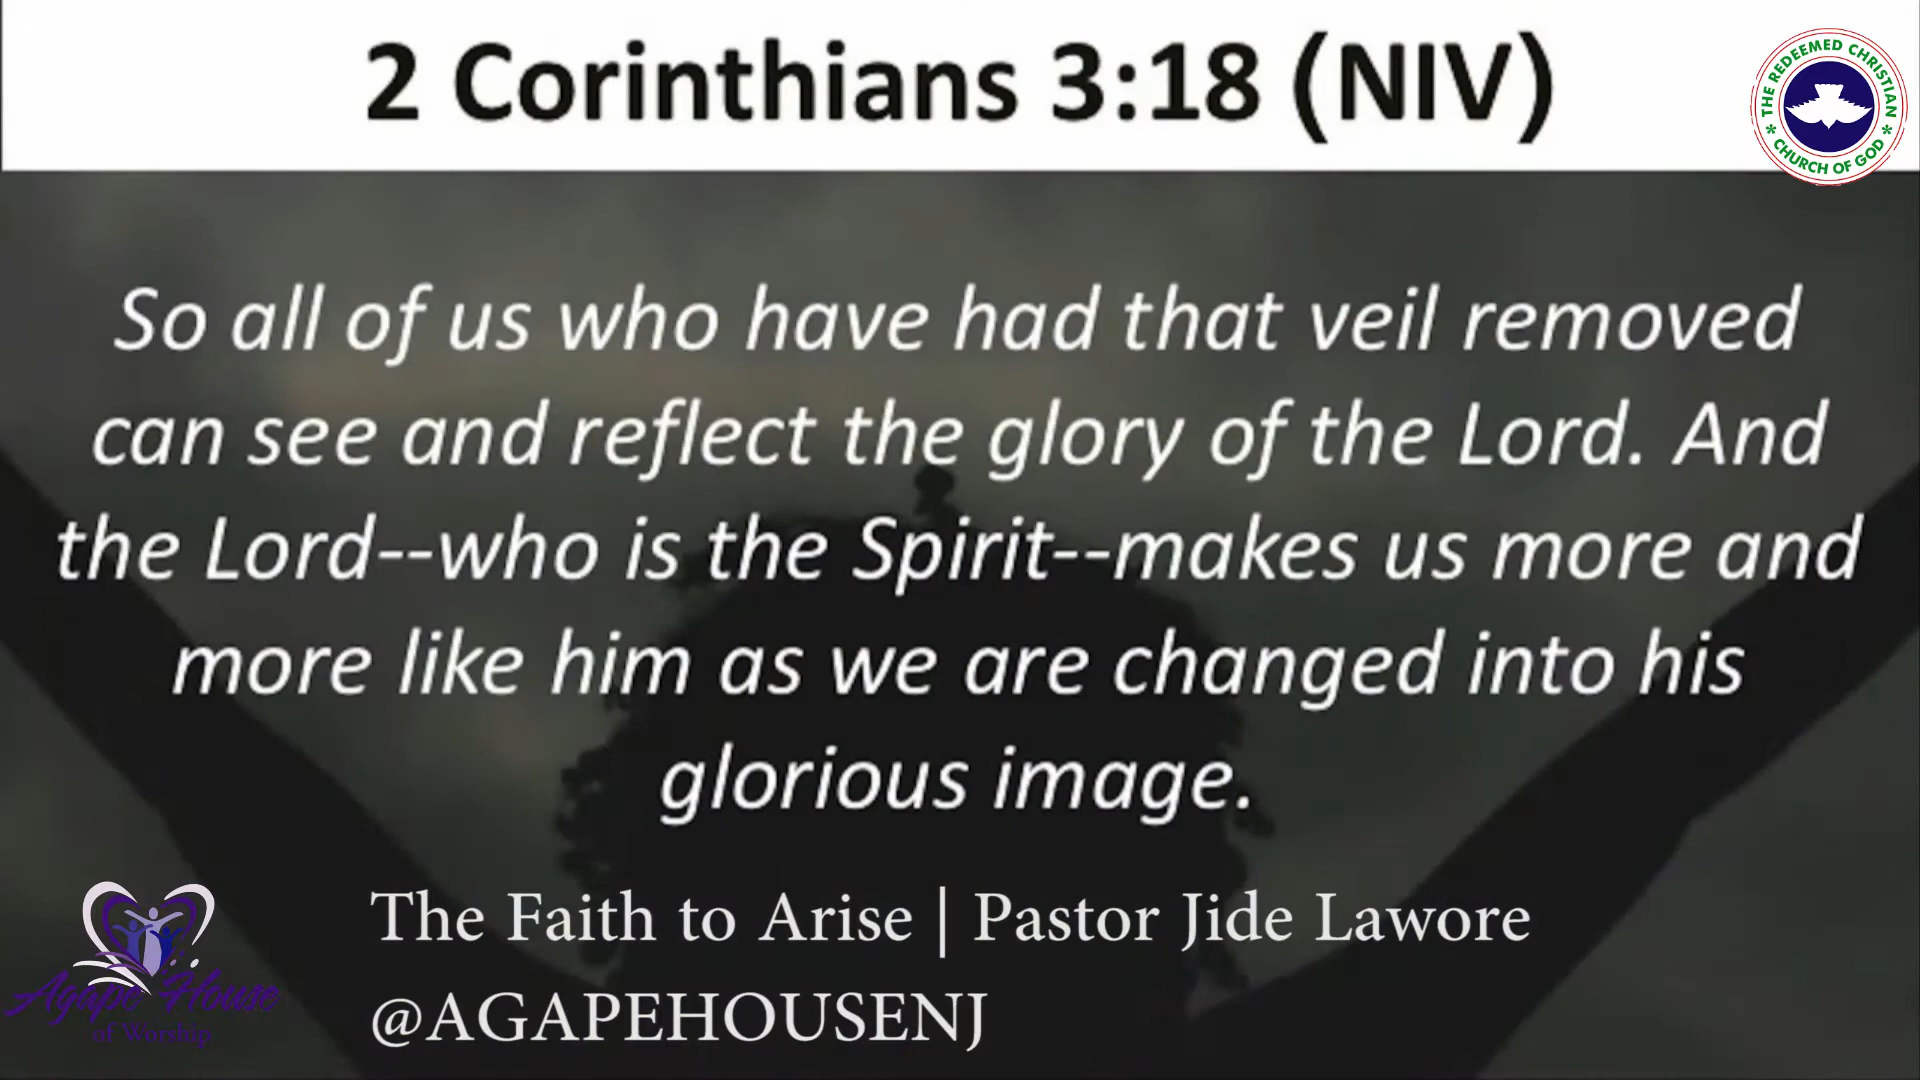 2 Corinthians 3:18 (NIV)
THE REDEEMED CHRISTIAN
* CHURCH OF GOD *
So all of us who have had that veil removed
can see and reflect the glory of the Lord. And
the Lord--who is the Spirit--makes us more and
more like him as we are changed into his
glorious image.
The Faith to Arise | Pastor Jide Lawore
@AGAPEHOUSENJ
Agape House
of Worship